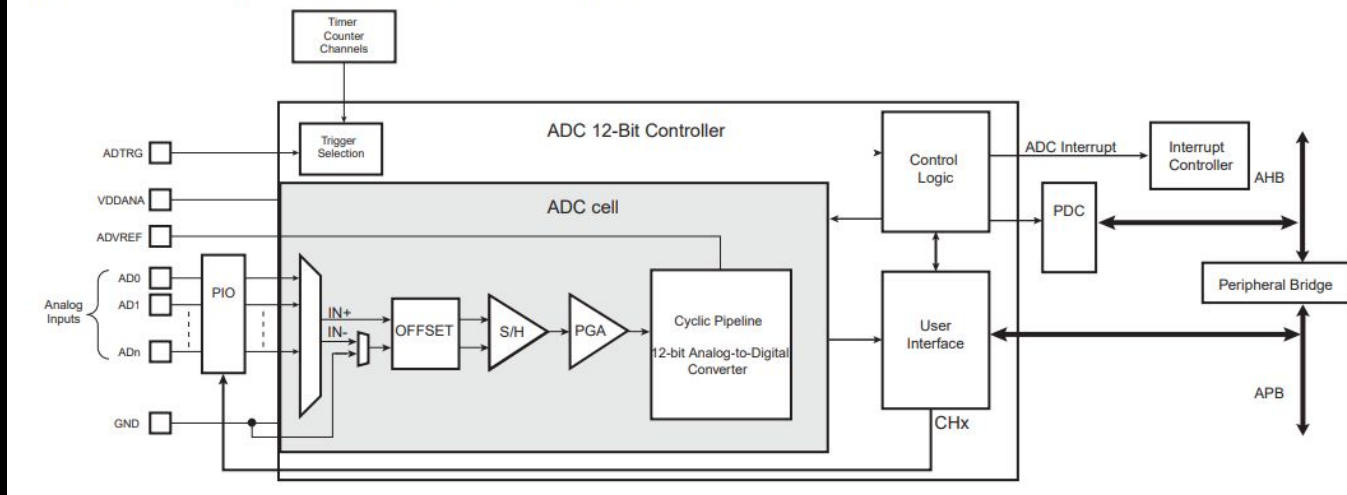 Timer
Counter
Channels
ADC 12-Bit Controller
Trigger
Selection
ADTRG
Control
Logic
ADC Interrupt
Interrupt
Controller
AHB
VDDANA
ADC cell
PDC
ADVREF
AD0
PIO
Analog
Inputs
AD1
ADn
IN+
IN-
OFFSET
S/H
PGA
Cyclic Pipeline
12-bit Analog-to-Digital
Converter
User
Interface
Peripheral Bridge
APB
GND
CHx